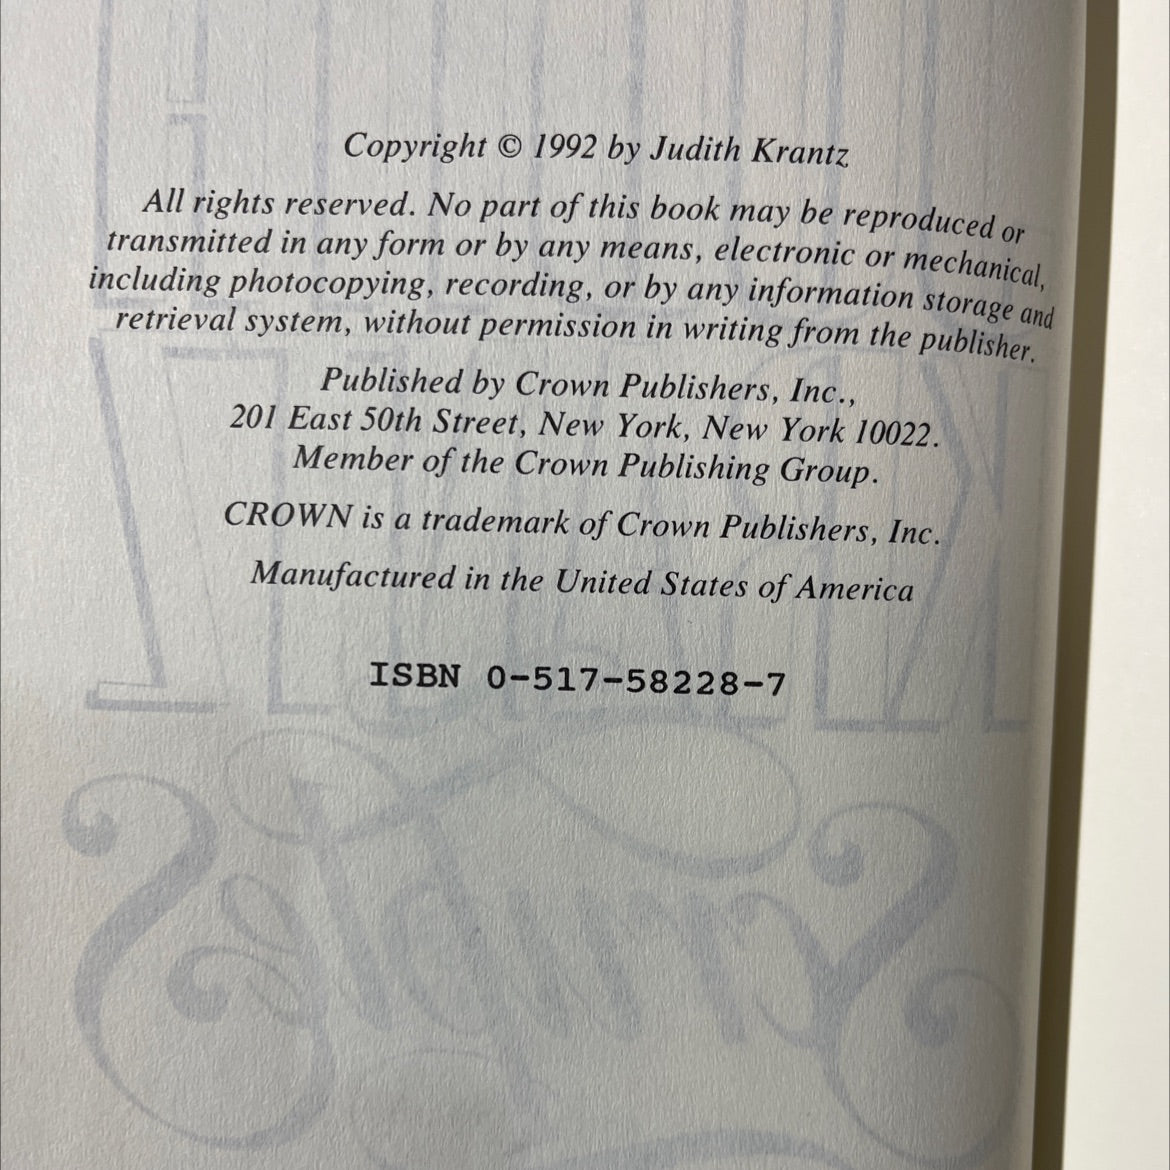 Copyright © 1992 by Judith Krantz
All rights reserved. No part of this book may be reproduced or
transmitted in any form or by any means, electronic or mechanical,
including photocopying, recording, or by any information storage and
retrieval system, without permission in writing from the publisher.
Published by Crown Publishers, Inc.,
201 East 50th Street, New York, New York 10022.
Member of the Crown Publishing Group.
CROWN is a trademark of Crown Publishers, Inc.
Manufactured in the United States of America
ISBN 0-517-58228-7